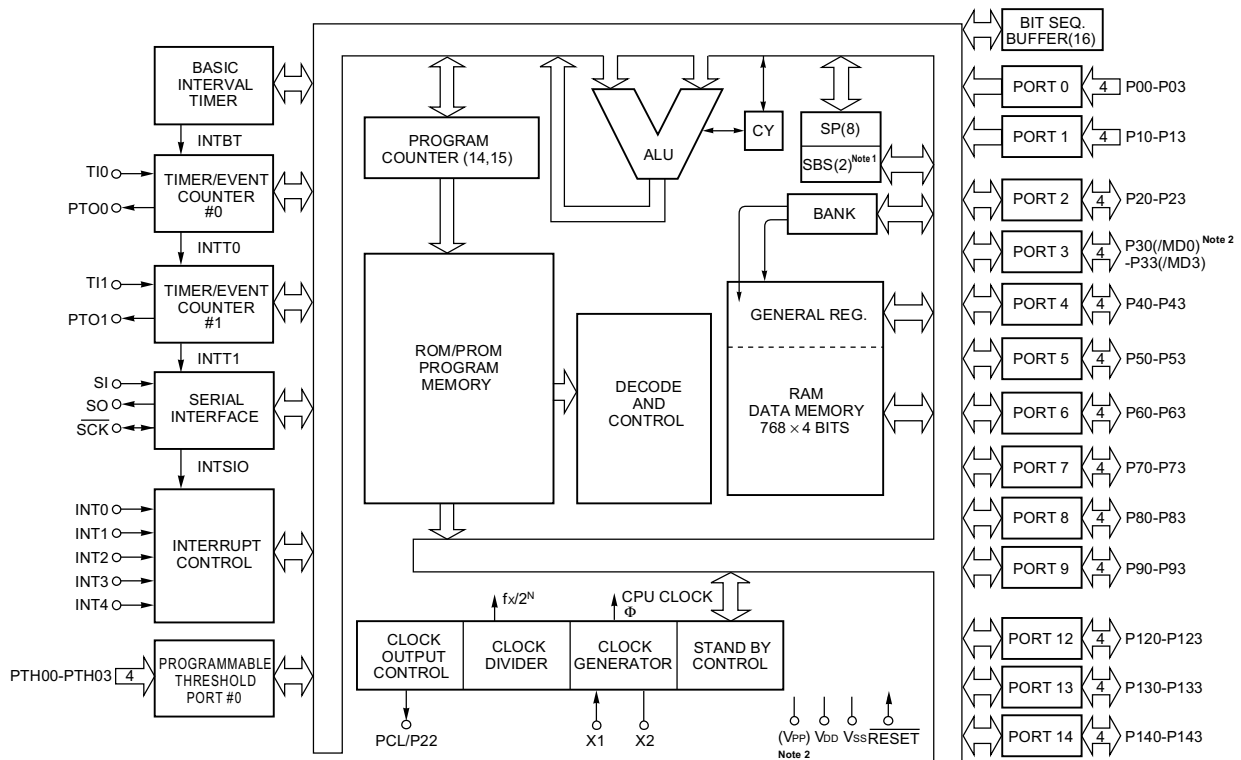 BASIC
INTERVAL
TIMER
INTBT
TI0
PTO0
TIMER/EVENT
COUNTER
#0
INTT0
TI1
PTO1
TIMER/EVENT
COUNTER
#1
INTT1
SI
SO
SCK
SERIAL
INTERFACE
INTSIO
INT0
INT1
INT2
INT3
INT4
INTERRUPT
CONTROL
PTH00-PTH03
4
PROGRAMMABLE
THRESHOLD
PORT #0
PROGRAM
COUNTER (14,15)
ALU
CY
SP(8)
SBS(2) Note 1
BANK
ROM/PROM
PROGRAM
MEMORY
DECODE
AND
CONTROL
GENERAL REG.
RAM
DATA MEMORY
768 × 4 BITS
fX/2N
CPU CLOCK
Φ
CLOCK
OUTPUT
CONTROL
CLOCK
DIVIDER
CLOCK
GENERATOR
STAND BY
CONTROL
PCL/P22
X1
X2
(VPP) VDD VSS RESET
Note 2
BIT SEQ.
BUFFER(16)
PORT 0 4 P00-P03
PORT 1 4 P10-P13
PORT 2 4 P20-P23
PORT 3 4 P30(/MD0) Note 2
-P33(/MD3)
PORT 4 4 P40-P43
PORT 5 4 P50-P53
PORT 6 4 P60-P63
PORT 7 4 P70-P73
PORT 8 4 P80-P83
PORT 9 4 P90-P93
PORT 12 4 P120-P123
PORT 13 4 P130-P133
PORT 14 4 P140-P143